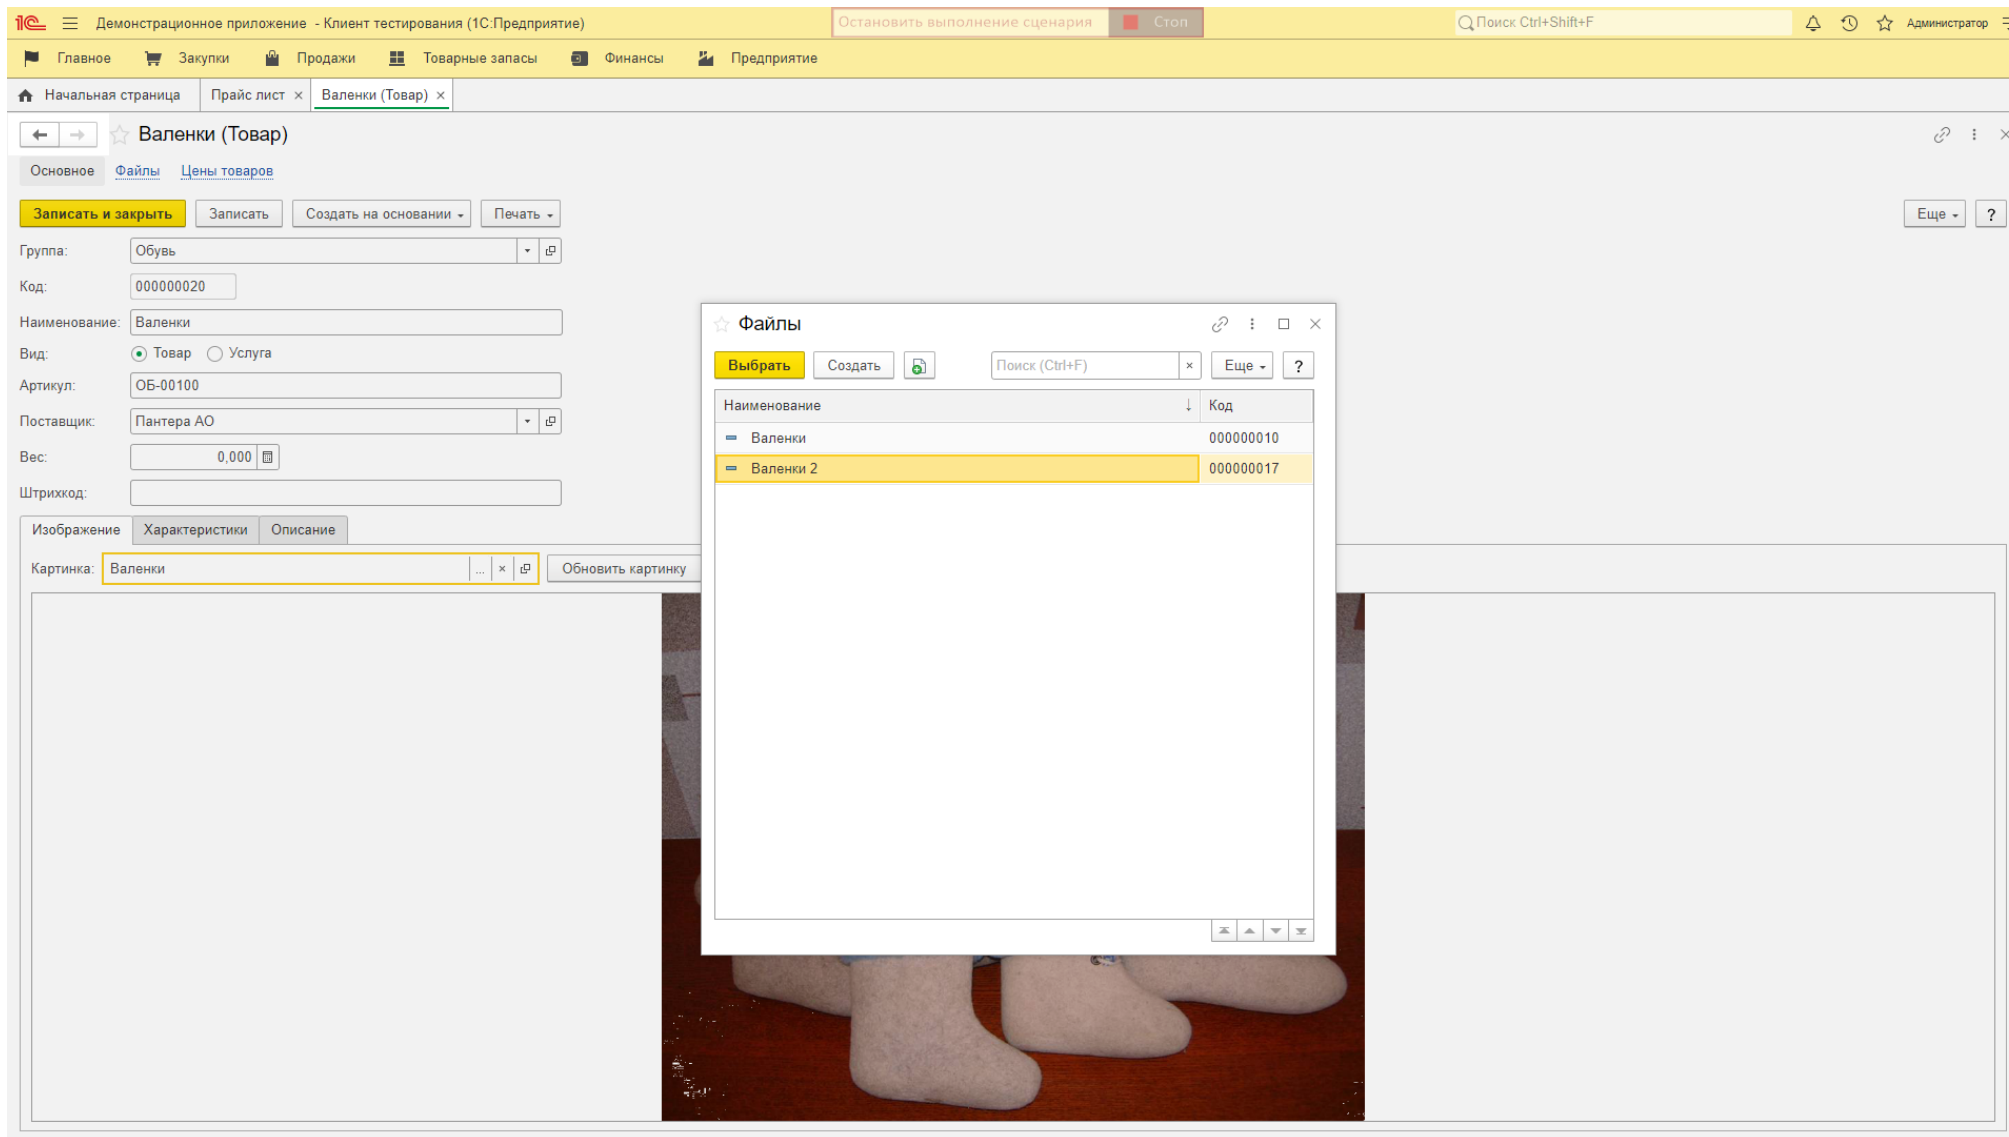 Демонстрационное приложение - Клиент тестирования (1С:Предприятие)
Остановить выполнение сценария Стоп
Поиск Ctrl+Shift+F
Администратор
Главное Закупки Продажи Товарные запасы Финансы Предприятие
Начальная страница Прайс лист × Валенки (Товар) ×
Валенки (Товар)
Основное Файлы Цены товаров
Записать и закрыть Записать Создать на основании Печать Еще ?
Группа: Обувь
Код: 000000020
Наименование: Валенки
Вид: Товар Услуга
Артикул: ОБ-00100
Поставщик: Пантера АО
Вес: 0,000
Штрихкод:
Изображение Характеристики Описание
Картинка: Валенки ... × Обновить картинку
Файлы
Выбрать Создать Поиск (Ctrl+F) × Еще ?
Наименование ↓ Код
Валенки 000000010
Валенки 2 000000017